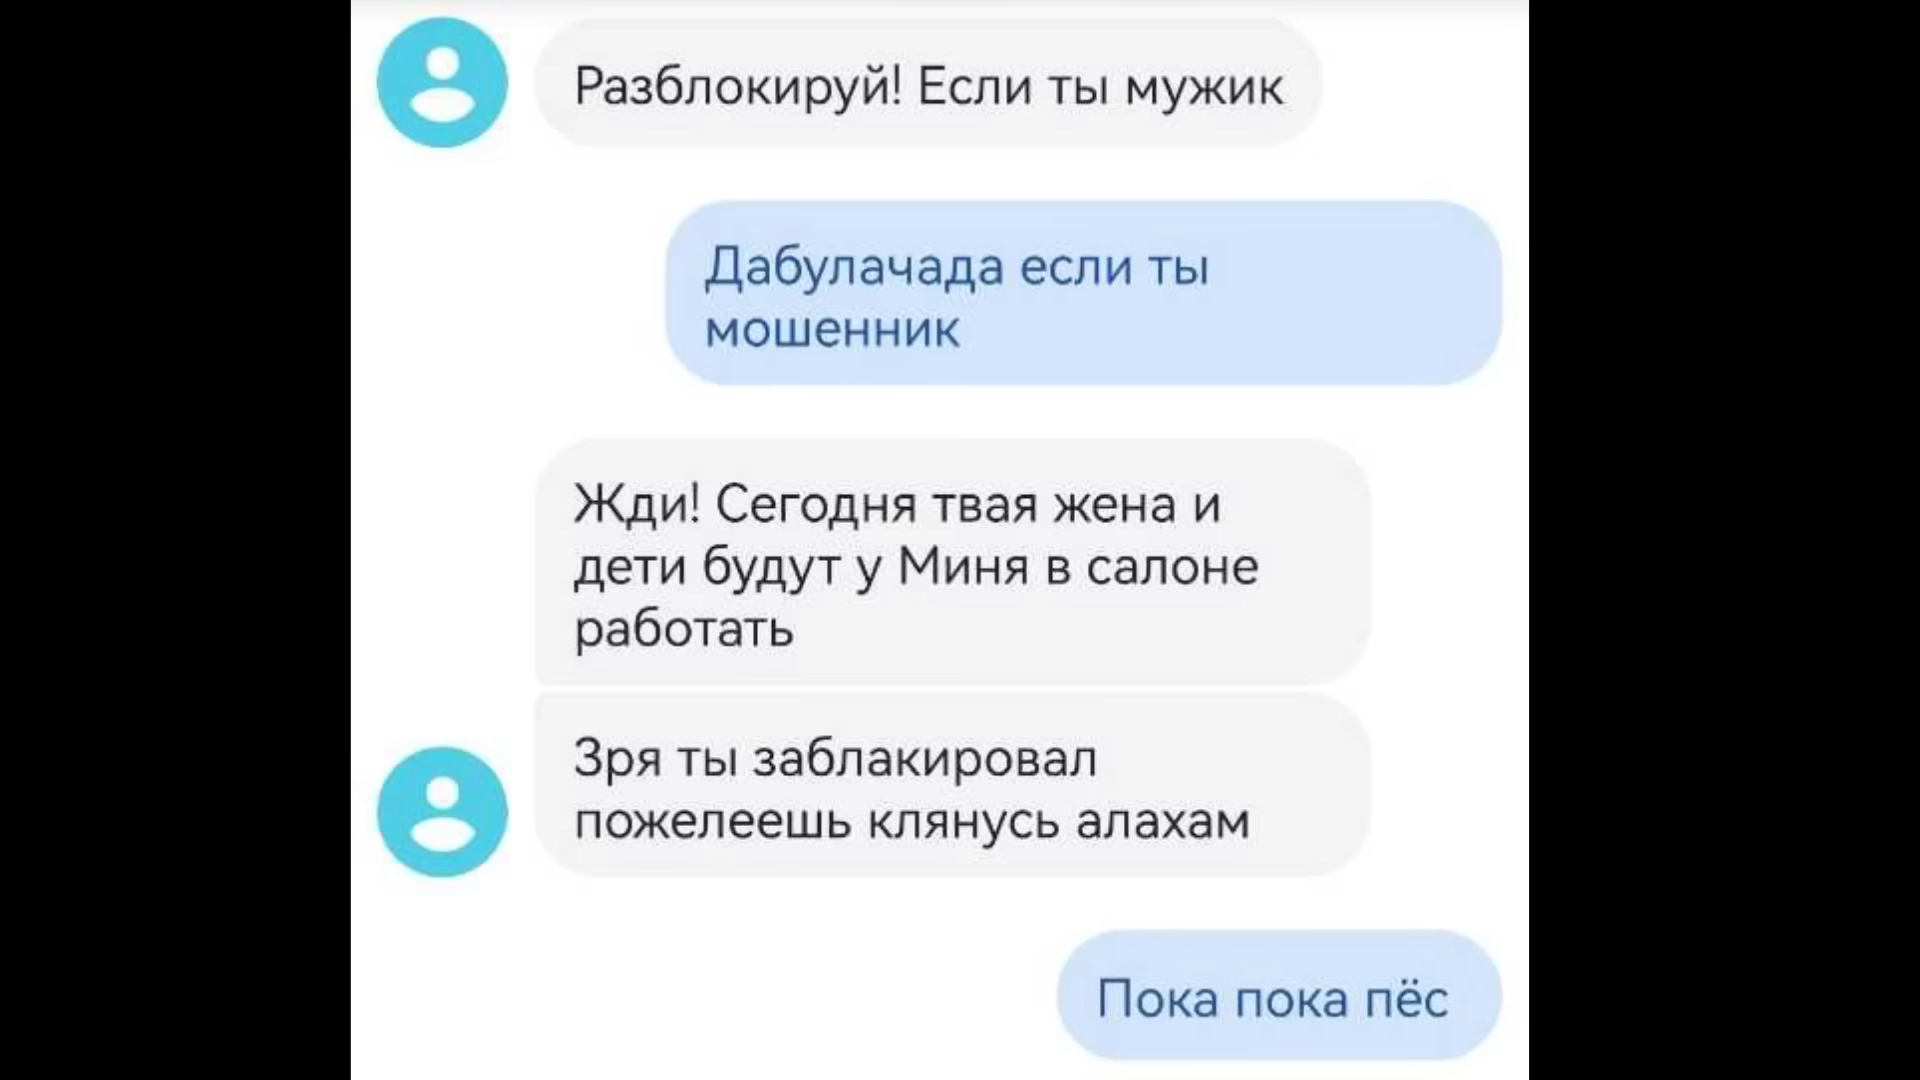 Разблокируй! Если ты мужик
Дабулачада если ты
мошенник
Жди! Сегодня твая жена и
дети будут у Миня в салоне
работать
Зря ты заблакировал
пожелеешь клянусь алахам
Пока пока пёс